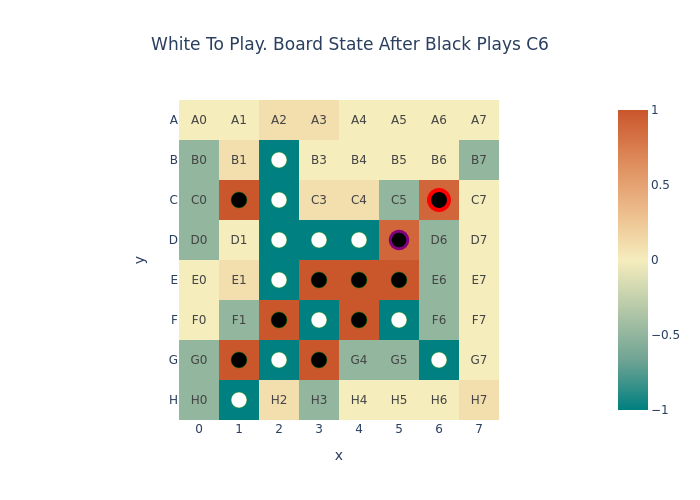 White To Play. Board State After Black Plays C6
A A0 A1 A2 A3 A4 A5 A6 A7
B B0 B1 B3 B4 B5 B6 B7
C C0 C3 C4 C5 C7
D D0 D1 D6 D7
E E0 E1 E6 E7
F F0 F1 F6 F7
G G0 G4 G5 G7
H H0 H2 H3 H4 H5 H6 H7
0 1 2 3 4 5 6 7
x
y
1
0.5
0
−0.5
−1